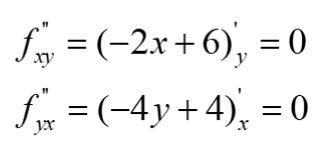 f''xy = (−2x + 6)'y = 0
f''yx = (−4y + 4)'x = 0